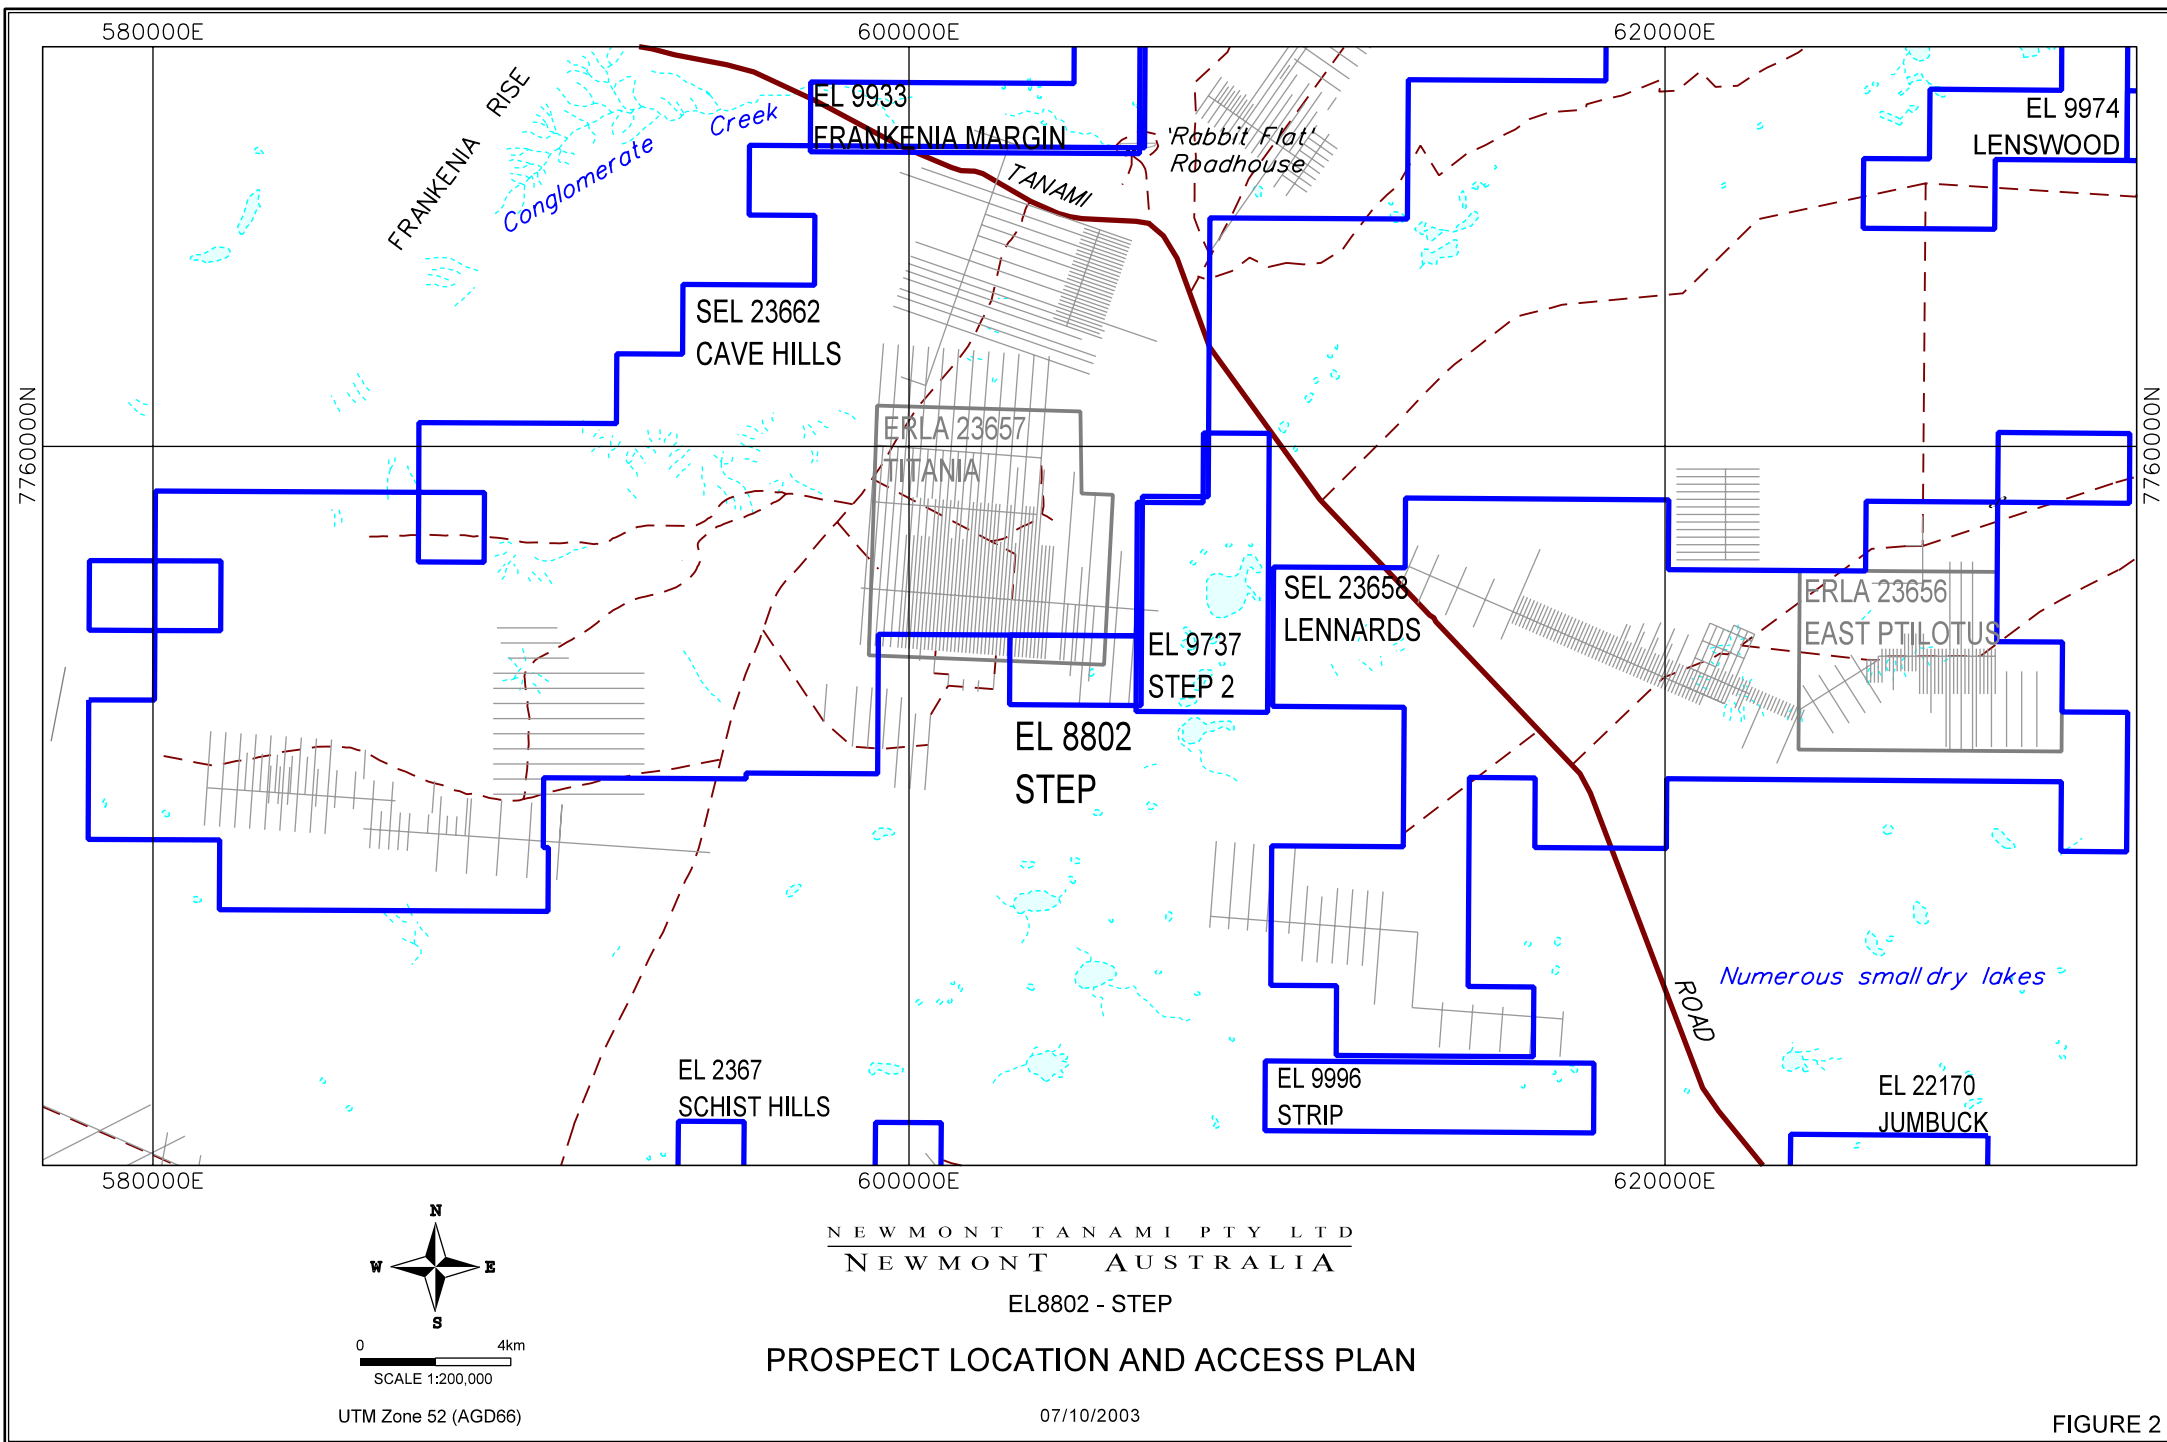 580000E
600000E
620000E
FRANKENIA RISE
Conglomerate Creek
EL 9933
FRANKENIA MARGIN
'Rabbit Flat'
Roadhouse
TANAMI
EL 9974
LENSWOOD
SEL 23662
CAVE HILLS
7760000N
7760000N
ERLA 23657
TITANIA
SEL 23658
LENNARDS
ERLA 23656
EAST PTILOTUS
EL 9737
STEP 2
EL 8802
STEP
Numerous small dry lakes
ROAD
EL 2367
SCHIST HILLS
EL 9996
STRIP
EL 22170
JUMBUCK
580000E
600000E
620000E
N
W
E
S
0
4km
SCALE 1:200,000
UTM Zone 52 (AGD66)
NEWMONT TANAMI PTY LTD
NEWMONT AUSTRALIA
EL8802 - STEP
PROSPECT LOCATION AND ACCESS PLAN
07/10/2003
FIGURE 2